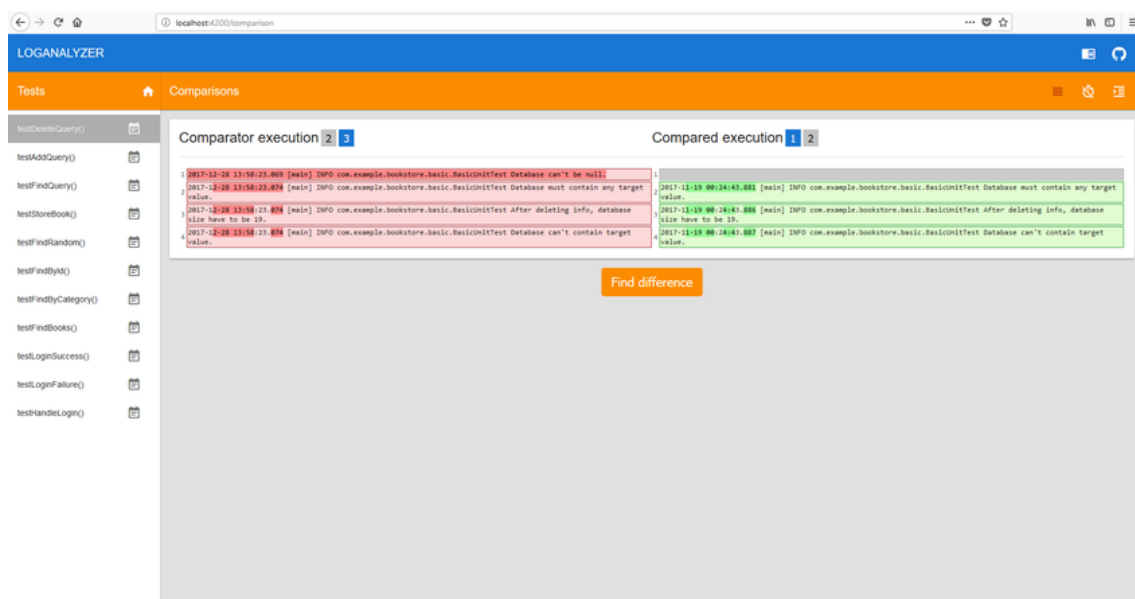 localhost:4200/comparison
LOGANALYZER
Tests
Comparisons
testDeleteQuery()
testAddQuery()
testFindQuery()
testStoreBook()
testFindRandom()
testFindById()
testFindByCategory()
testFindBooks()
testLoginSuccess()
testLoginFailure()
testHandleLogin()
Comparator execution 2 3
1 2017-12-28 13:58:23.069 [main] INFO com.example.bookstore.basic.BasicUnitTest Database can't be null.
2 2017-12-28 13:58:23.074 [main] INFO com.example.bookstore.basic.BasicUnitTest Database must contain any target
value.
3 2017-12-28 13:58:23.074 [main] INFO com.example.bookstore.basic.BasicUnitTest After deleting info, database
size have to be 19.
4 2017-12-28 13:58:23.074 [main] INFO com.example.bookstore.basic.BasicUnitTest Database can't contain target
value.
Compared execution 1 2
1
2 2017-11-19 00:24:43.881 [main] INFO com.example.bookstore.basic.BasicUnitTest Database must contain any target
value.
3 2017-11-19 00:24:43.886 [main] INFO com.example.bookstore.basic.BasicUnitTest After deleting info, database
size have to be 19.
4 2017-11-19 00:24:43.887 [main] INFO com.example.bookstore.basic.BasicUnitTest Database can't contain target
value.
Find difference